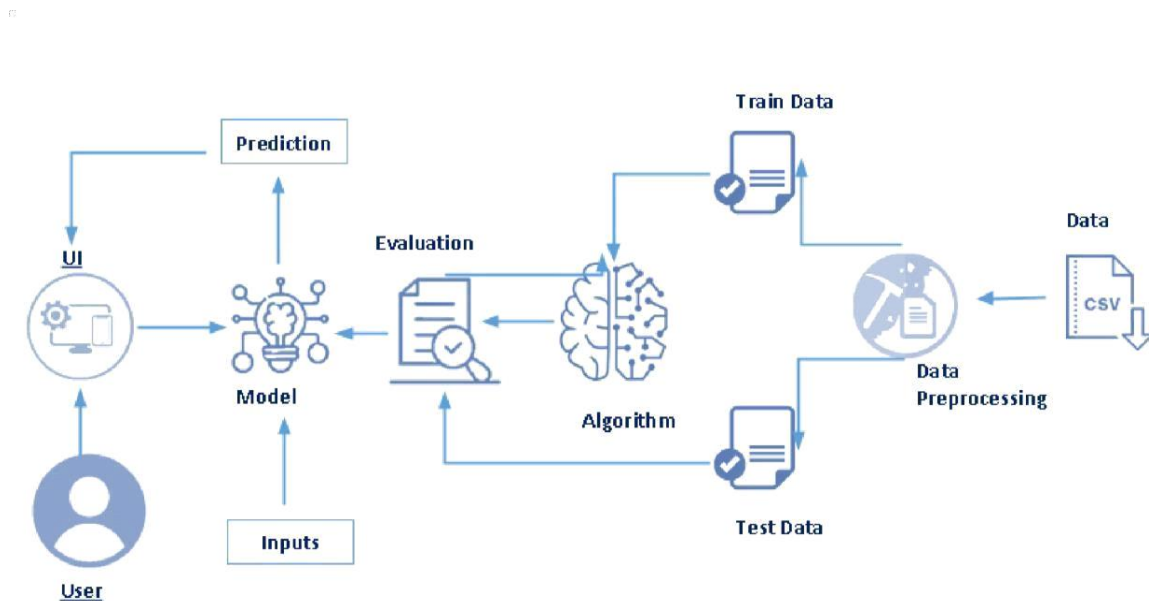 Train Data
Prediction
Data
Evaluation
UI
CSV
Model
Data
Preprocessing
Algorithm
Inputs
Test Data
User